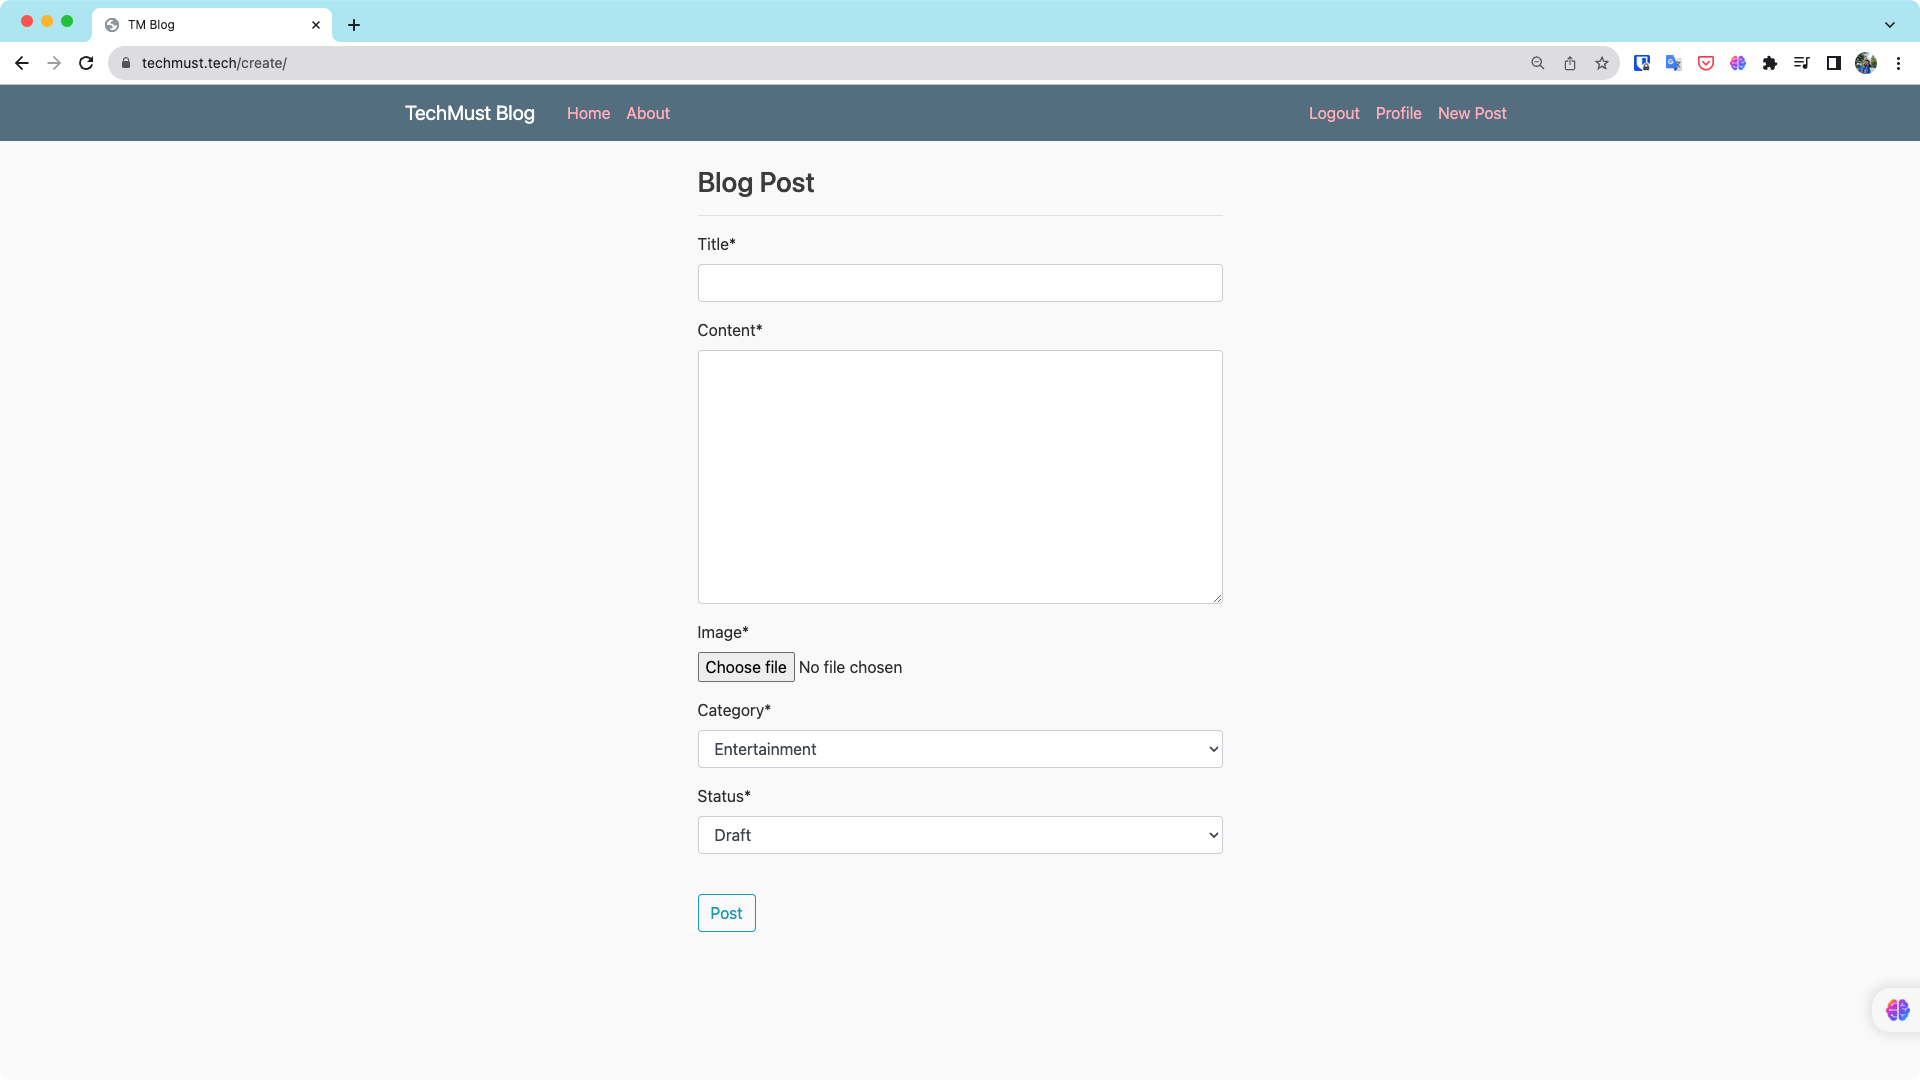 TM Blog
techmust.tech/create/
TechMust Blog Home About Logout Profile New Post
Blog Post
Title*
Content*
Image*
Choose file No file chosen
Category*
Entertainment
Status*
Draft
Post